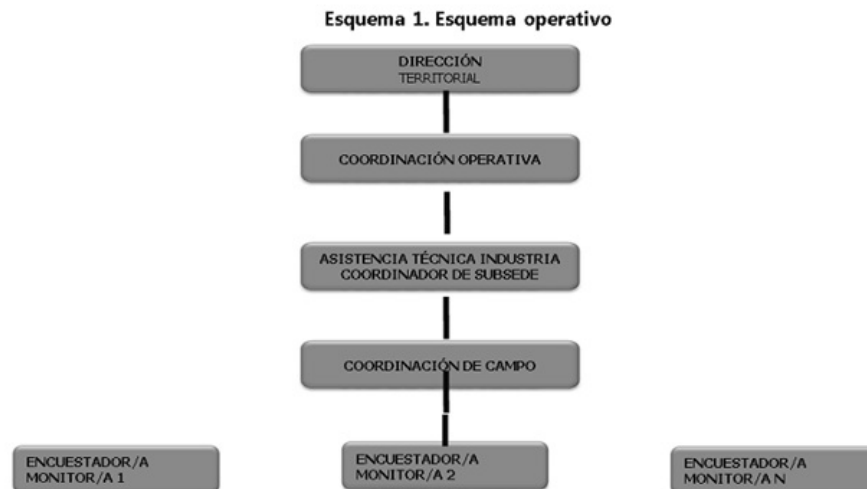 Esquema 1. Esquema operativo
DIRECCIÓN
TERRITORIAL
COORDINACIÓN OPERATIVA
ASISTENCIA TÉCNICA INDUSTRIA
COORDINADOR DE SUBSEDE
COORDINACIÓN DE CAMPO
ENCUESTADOR/A
MONITOR/A 1
ENCUESTADOR/A
MONITOR/A 2
ENCUESTADOR/A
MONITOR/A N